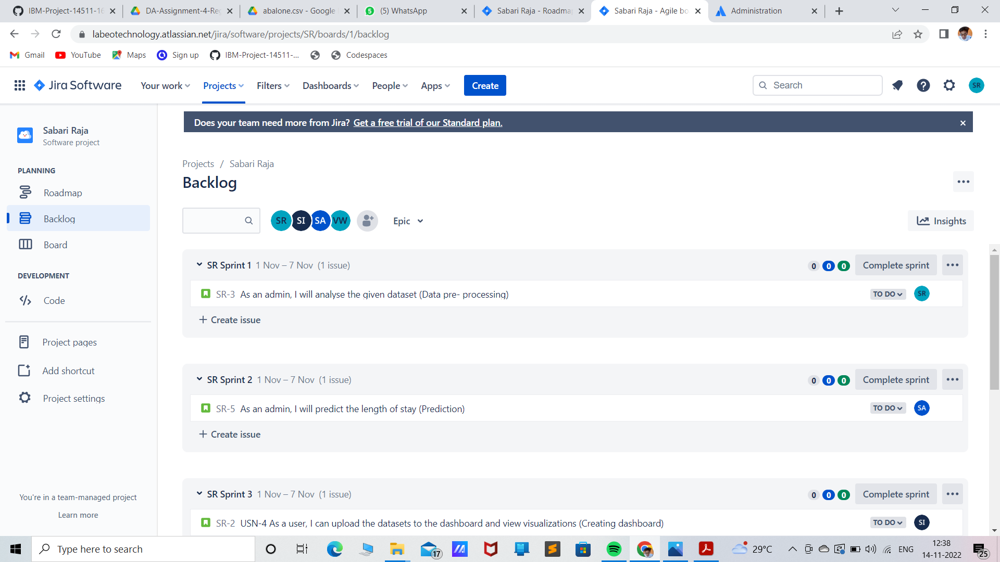 IBM-Project-14511-16
DA-Assignment-4-Reg
abalone.csv - Google
(5) WhatsApp
Sabari Raja - Roadmap
Sabari Raja - Agile bo
Administration
labeotechnology.atlassian.net/jira/software/projects/SR/boards/1/backlog
Gmail
YouTube
Maps
Sign up
IBM-Project-14511-...
Codespaces
Jira Software
Your work
Projects
Filters
Dashboards
People
Apps
Create
Search
SR
Sabari Raja
Software project
PLANNING
Roadmap
Backlog
Board
DEVELOPMENT
Code
Project pages
Add shortcut
Project settings
You're in a team-managed project
Learn more
Does your team need more from Jira? Get a free trial of our Standard plan.
Projects / Sabari Raja
Backlog
SR SI SA VW
Epic
Insights
SR Sprint 1 1 Nov – 7 Nov (1 issue)
0 0 0 Complete sprint
SR-3 As an admin, I will analyse the given dataset (Data pre- processing)
TO DO SR
+ Create issue
SR Sprint 2 1 Nov – 7 Nov (1 issue)
0 0 0 Complete sprint
SR-5 As an admin, I will predict the length of stay (Prediction)
TO DO SA
+ Create issue
SR Sprint 3 1 Nov – 7 Nov (1 issue)
0 0 0 Complete sprint
SR-2 USN-4 As a user, I can upload the datasets to the dashboard and view visualizations (Creating dashboard)
TO DO SI
Type here to search
17
29°C
ENG
12:38
14-11-2022
25